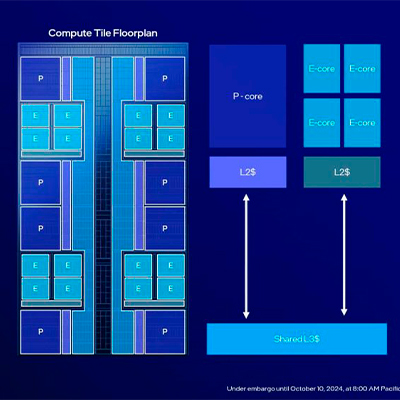 Compute Tile Floorplan
P P
E E E E
E E E E
P P
P P
E E E E
E E E E
P P
P - core
E-core E-core
E-core E-core
L2$ L2$
Shared L3$
Under embargo until October 10, 2024, at 8:00 AM Pacific